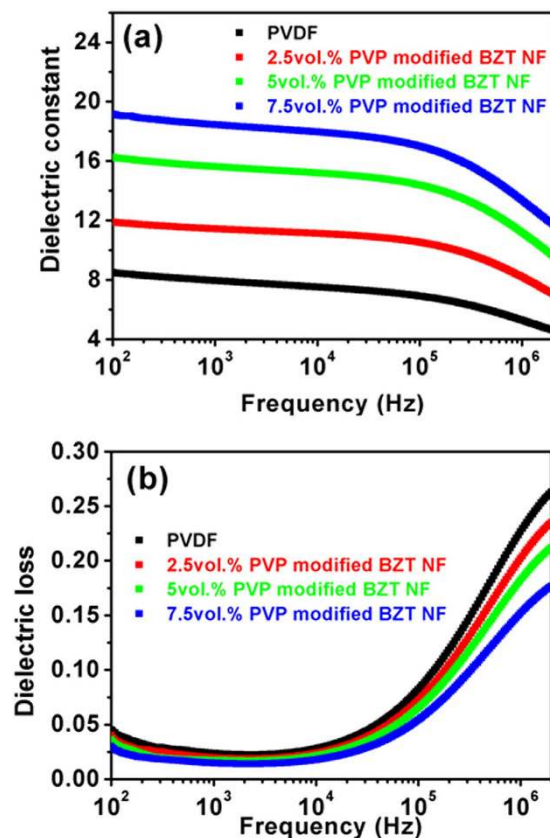 (a)
PVDF
2.5vol.% PVP modified BZT NF
5vol.% PVP modified BZT NF
7.5vol.% PVP modified BZT NF
Dielectric constant
24
20
16
12
8
4
10² 10³ 10⁴ 10⁵ 10⁶
Frequency (Hz)
(b)
PVDF
2.5vol.% PVP modified BZT NF
5vol.% PVP modified BZT NF
7.5vol.% PVP modified BZT NF
Dielectric loss
0.30
0.25
0.20
0.15
0.10
0.05
0.00
10² 10³ 10⁴ 10⁵ 10⁶
Frequency (Hz)